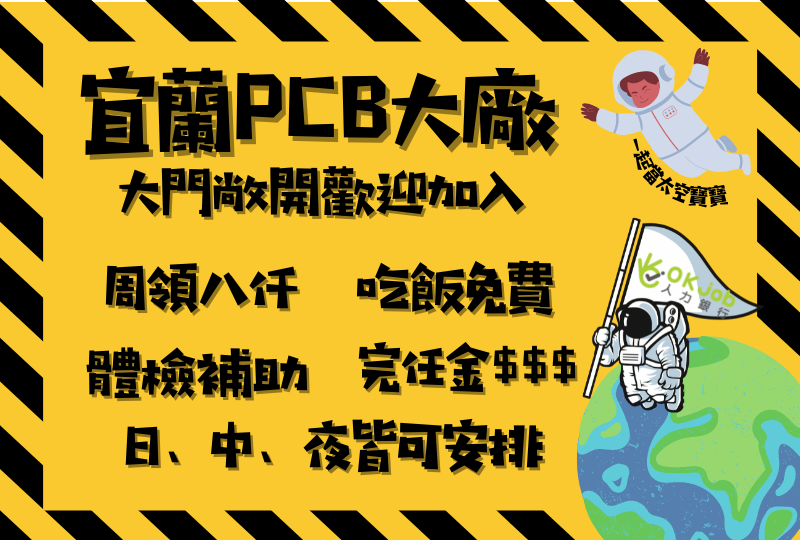 宜蘭PCB大廠
大門敞開歡迎加入
一起當太空寶寶
OKjob
人力銀行
周領八仟 吃飯免費
體檢補助 完任金$$$
日、中、夜皆可安排